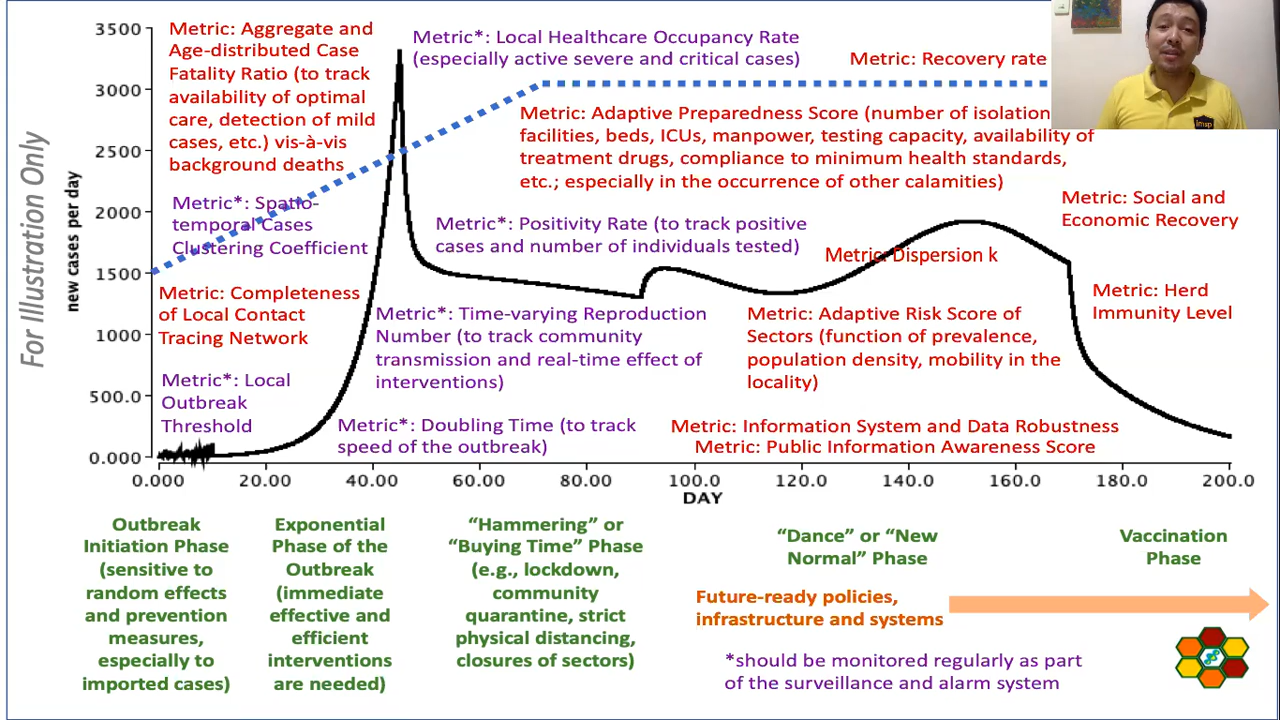 For Illustration Only
new cases per day
3500
3000
2500
2000
1500
1000
500.0
0.000
Metric: Aggregate and
Age-distributed Case
Fatality Ratio (to track
availability of optimal
care, detection of mild
cases, etc.) vis-à-vis
background deaths
Metric*: Local Healthcare Occupancy Rate
(especially active severe and critical cases)
Metric: Recovery rate
Metric: Adaptive Preparedness Score (number of isolation
facilities, beds, ICUs, manpower, testing capacity, availability of
treatment drugs, compliance to minimum health standards,
etc.; especially in the occurrence of other calamities)
Metric*: Spatio-
temporal Cases
Clustering Coefficient
Metric*: Positivity Rate (to track positive
cases and number of individuals tested)
Metric: Dispersion k
Metric: Social and
Economic Recovery
Metric: Completeness
of Local Contact
Tracing Network
Metric*: Time-varying Reproduction
Number (to track community
transmission and real-time effect of
interventions)
Metric: Adaptive Risk Score of
Sectors (function of prevalence,
population density, mobility in the
locality)
Metric: Herd
Immunity Level
Metric*: Local
Outbreak
Threshold
Metric*: Doubling Time (to track
speed of the outbreak)
Metric: Information System and Data Robustness
Metric: Public Information Awareness Score
0.000 20.00 40.00 60.00 80.00 100.0 120.0 140.0 160.0 180.0 200.0
DAY
Outbreak
Initiation Phase
(sensitive to
random effects
and prevention
measures,
especially to
imported cases)
Exponential
Phase of the
Outbreak
(immediate
effective and
efficient
interventions
are needed)
“Hammering” or
“Buying Time” Phase
(e.g., lockdown,
community
quarantine, strict
physical distancing,
closures of sectors)
“Dance” or “New
Normal” Phase
Vaccination
Phase
Future-ready policies,
infrastructure and systems
*should be monitored regularly as part
of the surveillance and alarm system
imsp